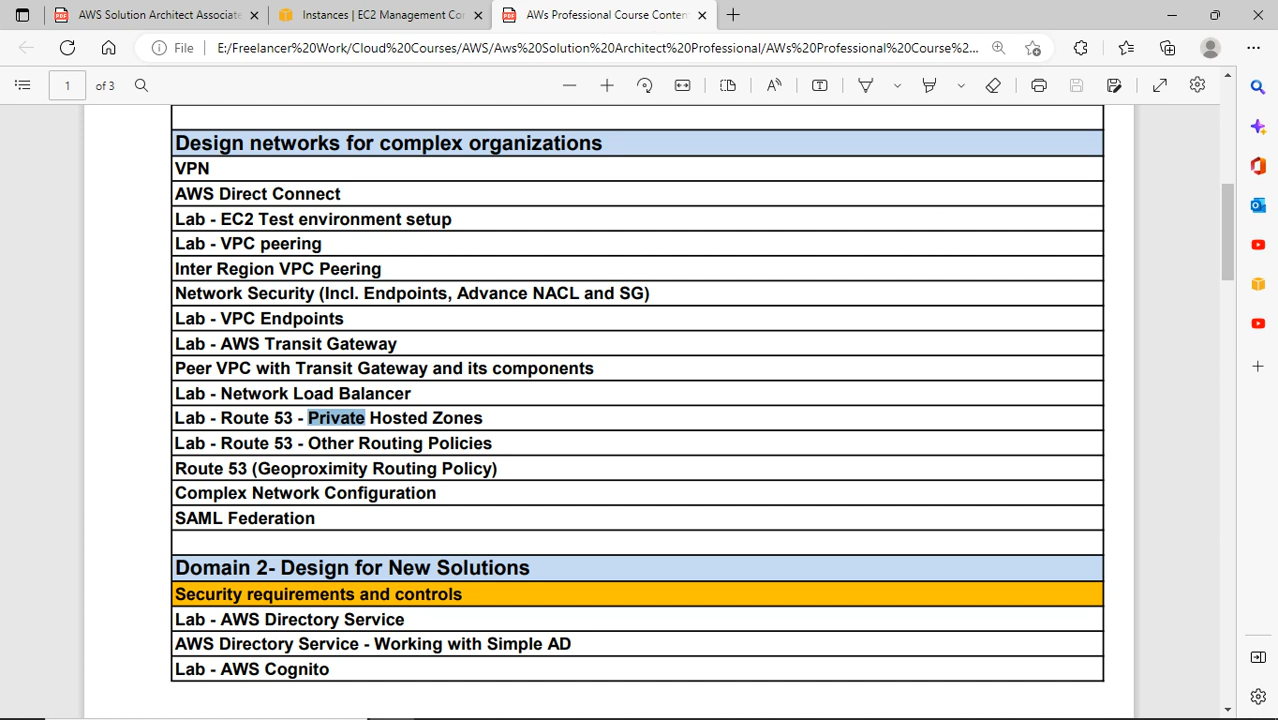 AWS Solution Architect Associate
Instances | EC2 Management Con
AWs Professional Course Content
File
E:/Freelancer%20Work/Cloud%20Courses/AWS/Aws%20Solution%20Architect%20Professional/AWs%20Professional%20Course%2...
1 of 3
Design networks for complex organizations
VPN
AWS Direct Connect
Lab - EC2 Test environment setup
Lab - VPC peering
Inter Region VPC Peering
Network Security (Incl. Endpoints, Advance NACL and SG)
Lab - VPC Endpoints
Lab - AWS Transit Gateway
Peer VPC with Transit Gateway and its components
Lab - Network Load Balancer
Lab - Route 53 - Private Hosted Zones
Lab - Route 53 - Other Routing Policies
Route 53 (Geoproximity Routing Policy)
Complex Network Configuration
SAML Federation
Domain 2- Design for New Solutions
Security requirements and controls
Lab - AWS Directory Service
AWS Directory Service - Working with Simple AD
Lab - AWS Cognito